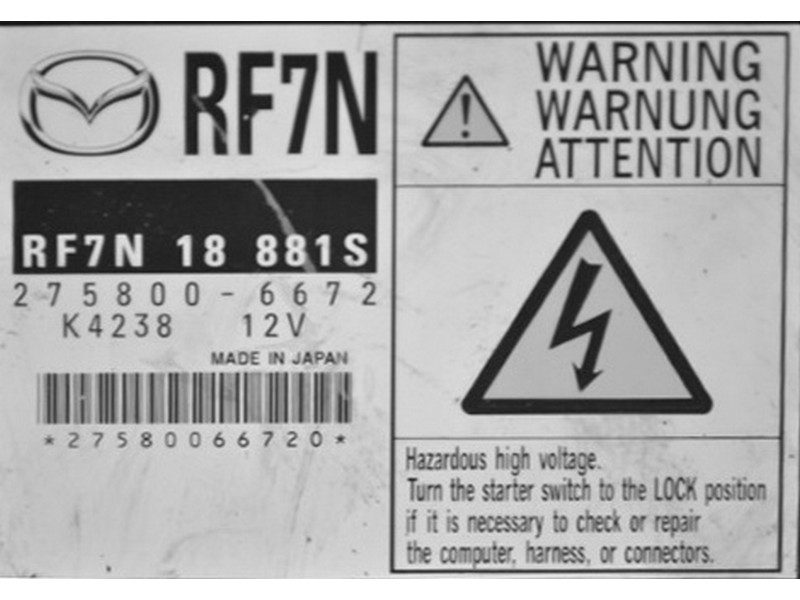 RF7N
RF7N 18 881S
275800-6672
K4238 12V
MADE IN JAPAN
*27580066720*
WARNING
WARNUNG
ATTENTION
Hazardous high voltage.
Turn the starter switch to the LOCK position
if it is necessary to check or repair
the computer, harness, or connectors.